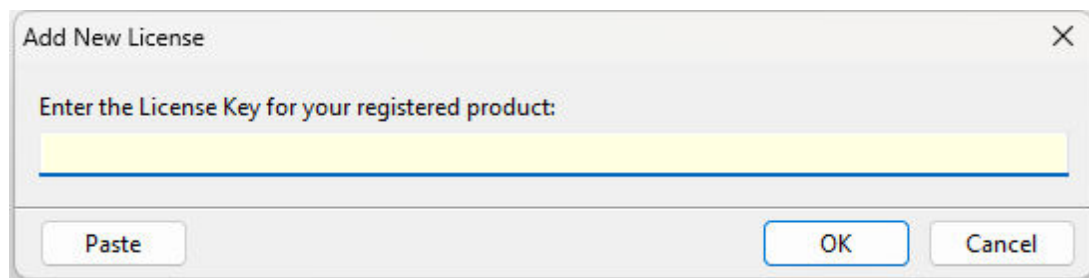 Add New License
Enter the License Key for your registered product:
Paste OK Cancel